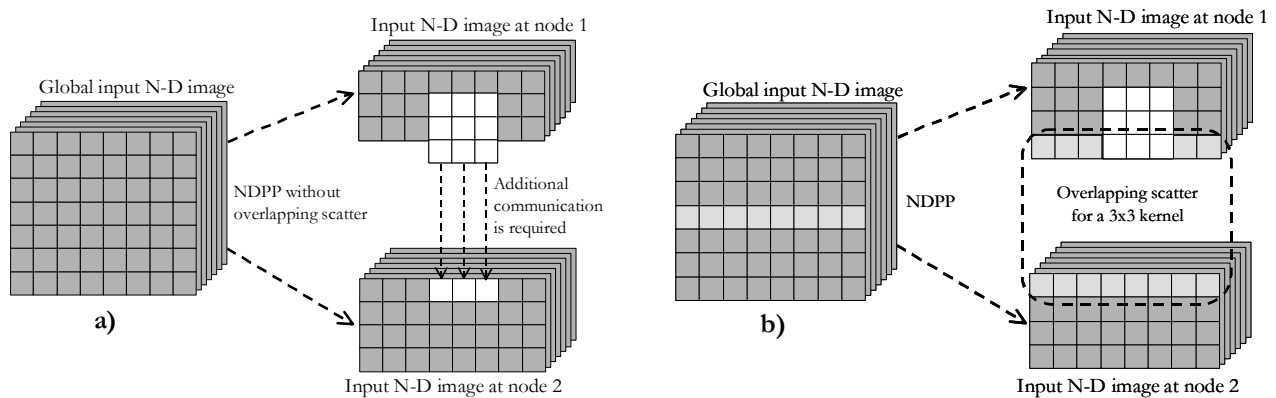 Input N-D image at node 1
Global input N-D image
NDPP without
overlapping scatter
Additional
communication
is required
a)
Input N-D image at node 2
Input N-D image at node 1
Global input N-D image
NDPP
Overlapping scatter
for a 3x3 kernel
b)
Input N-D image at node 2